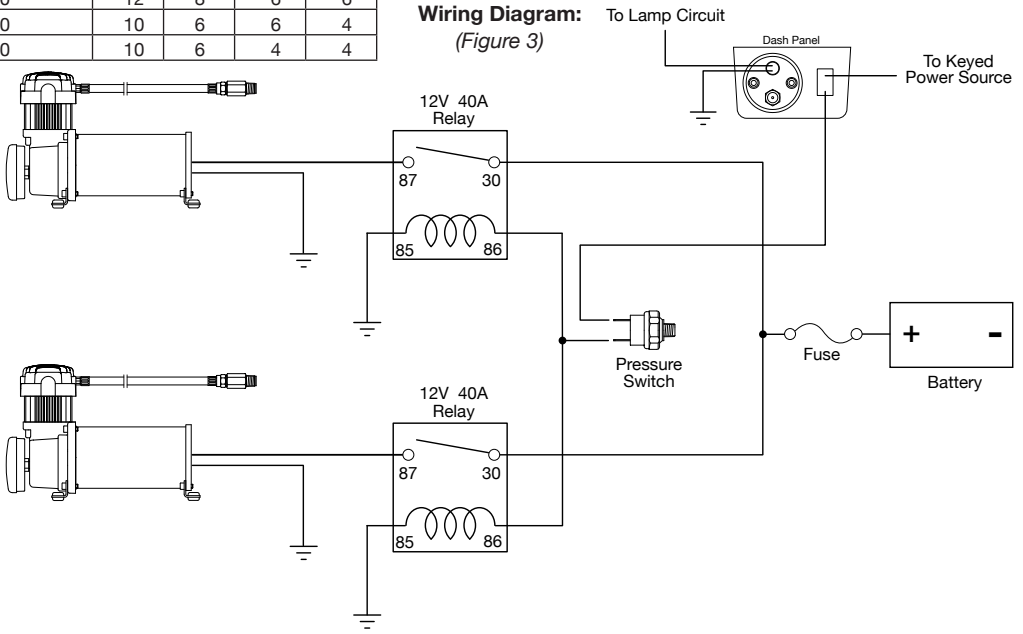 0 12 8 6 6
0 10 6 6 4
0 10 6 4 4
Wiring Diagram:
(Figure 3)
To Lamp Circuit
Dash Panel
To Keyed
Power Source
12V 40A
Relay
87 30
85 86
Pressure
Switch
Fuse
+ -
Battery
12V 40A
Relay
87 30
85 86